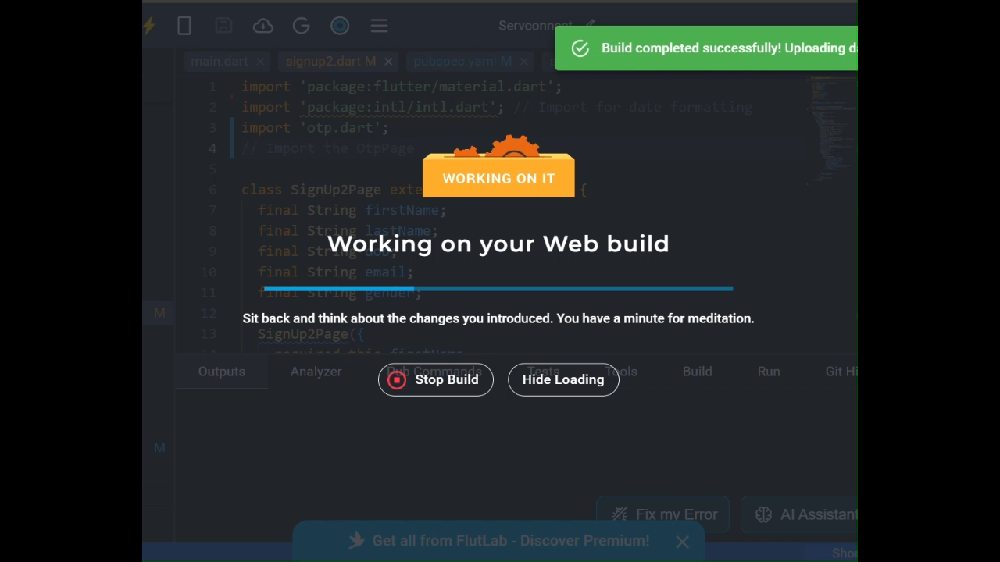 Servconnect
Build completed successfully! Uploading d
main.dart
signup2.dart M
pubspec.yaml M
1 import 'package:flutter/material.dart';
2 import 'package:intl/intl.dart'; // Import for date formatting
3 import 'otp.dart';
4 // Import the OtpPage
5
WORKING ON IT
6 class SignUp2Page exte {
7 final String firstName;
8 final String lastName;
Working on your Web build
9 final String dob;
10 final String email;
11 final String gender;
M
12
Sit back and think about the changes you introduced. You have a minute for meditation.
13 SignUp2Page({
14 required this.firstName
Outputs
Analyzer
Pub Commands
Tests
Tools
Build
Run
Git Hi
Stop Build
Hide Loading
M
Fix my Error
AI Assistant
Get all from FlutLab - Discover Premium!
Sho